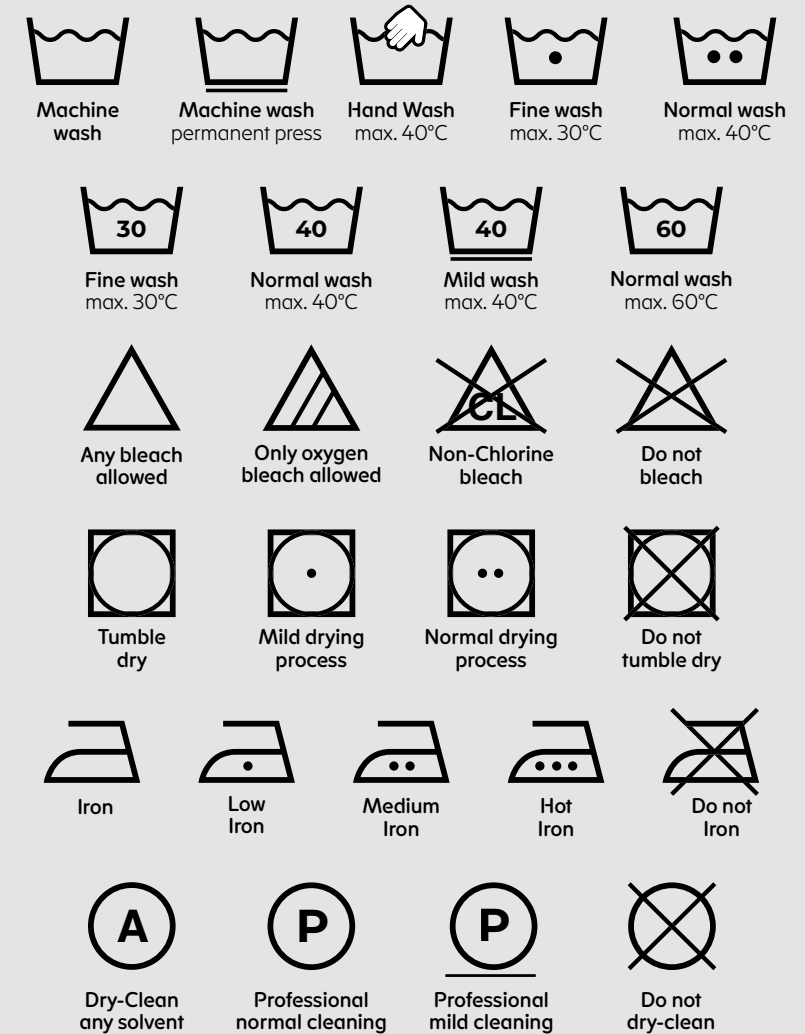 Machine
wash
Machine wash
permanent press
Hand Wash
max. 40°C
Fine wash
max. 30°C
Normal wash
max. 40°C
30
Fine wash
max. 30°C
40
Normal wash
max. 40°C
40
Mild wash
max. 40°C
60
Normal wash
max. 60°C
Any bleach
allowed
Only oxygen
bleach allowed
CL
Non-Chlorine
bleach
Do not
bleach
Tumble
dry
Mild drying
process
Normal drying
process
Do not
tumble dry
Iron
Low
Iron
Medium
Iron
Hot
Iron
Do not
Iron
A
Dry-Clean
any solvent
P
Professional
normal cleaning
P
Professional
mild cleaning
Do not
dry-clean